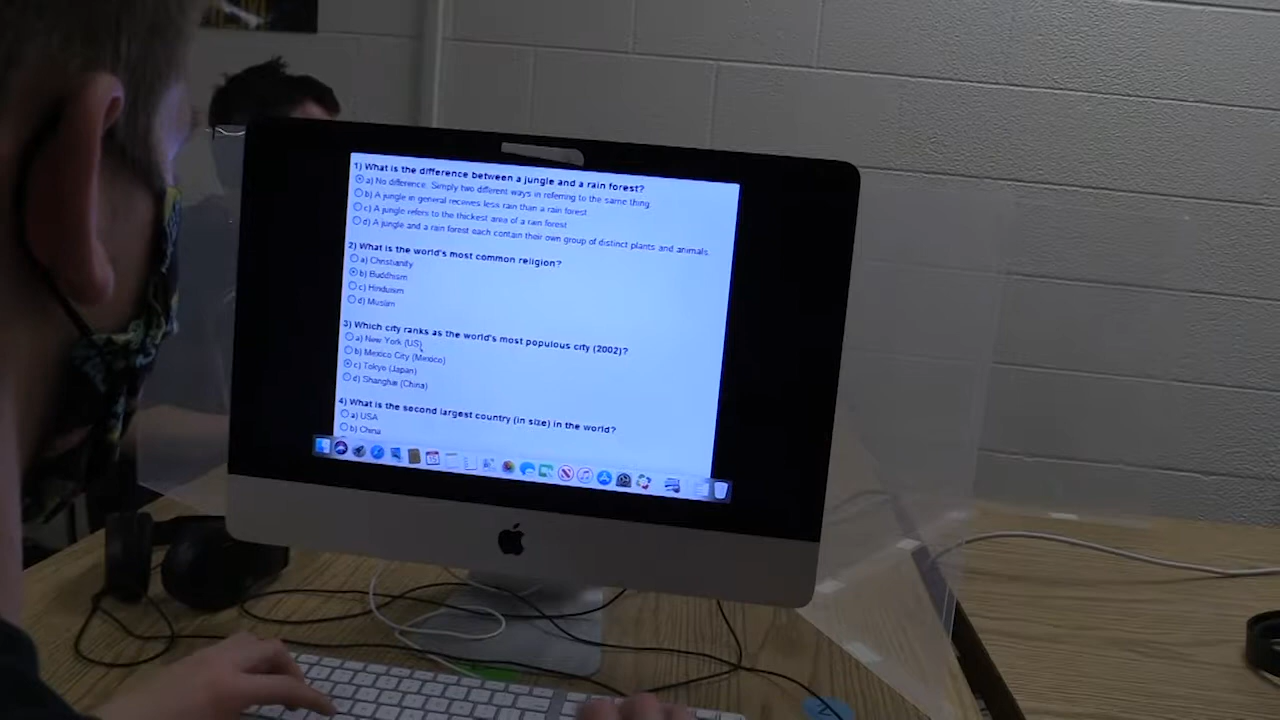 1) What is the difference between a jungle and a rain forest?
a) No difference. Simply two different ways in referring to the same thing.
b) A jungle in general receives less rain than a rain forest
c) A jungle refers to the thickest area of a rain forest
d) A jungle and a rain forest each contain their own group of distinct plants and animals.
2) What is the world's most common religion?
a) Christianity
b) Buddhism
c) Hinduism
d) Muslim
3) Which city ranks as the world's most populous city (2002)?
a) New York (US)
b) Mexico City (Mexico)
c) Tokyo (Japan)
d) Shanghai (China)
4) What is the second largest country (in size) in the world?
a) USA
b) China
15